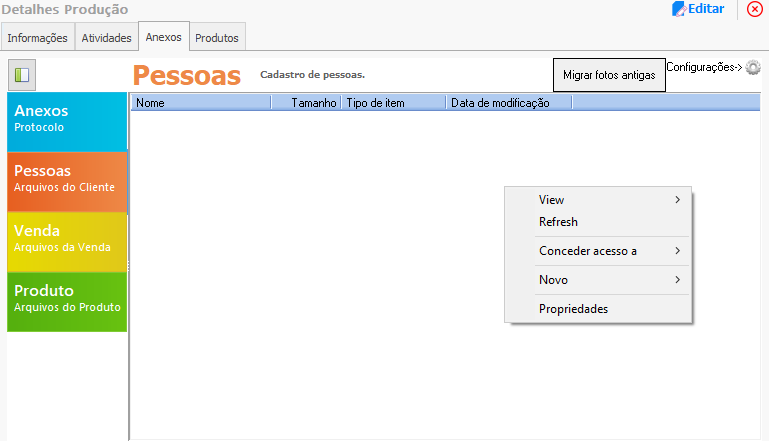 Detalhes Produção
Editar
Informações
Atividades
Anexos
Produtos
Pessoas
Cadastro de pessoas.
Migrar fotos antigas
Configurações->
Anexos
Protocolo
Pessoas
Arquivos do Cliente
Venda
Arquivos da Venda
Produto
Arquivos do Produto
Nome
Tamanho
Tipo de item
Data de modificação
View
Refresh
Conceder acesso a
Novo
Propriedades